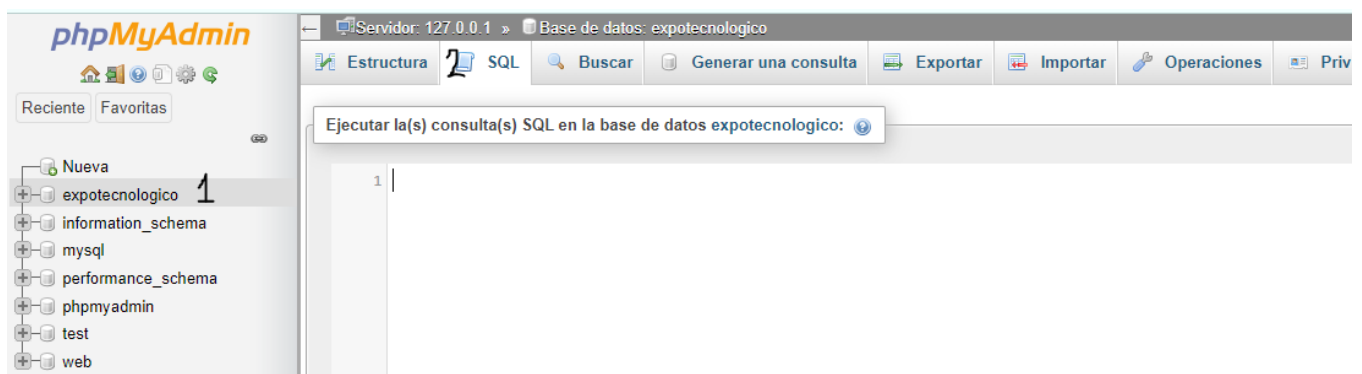 phpMyAdmin
Reciente Favoritas
Nueva
expotecnologico 1
information_schema
mysql
performance_schema
phpmyadmin
test
web
Servidor: 127.0.0.1 » Base de datos: expotecnologico
Estructura 2 SQL Buscar Generar una consulta Exportar Importar Operaciones Priv
Ejecutar la(s) consulta(s) SQL en la base de datos expotecnologico:
1